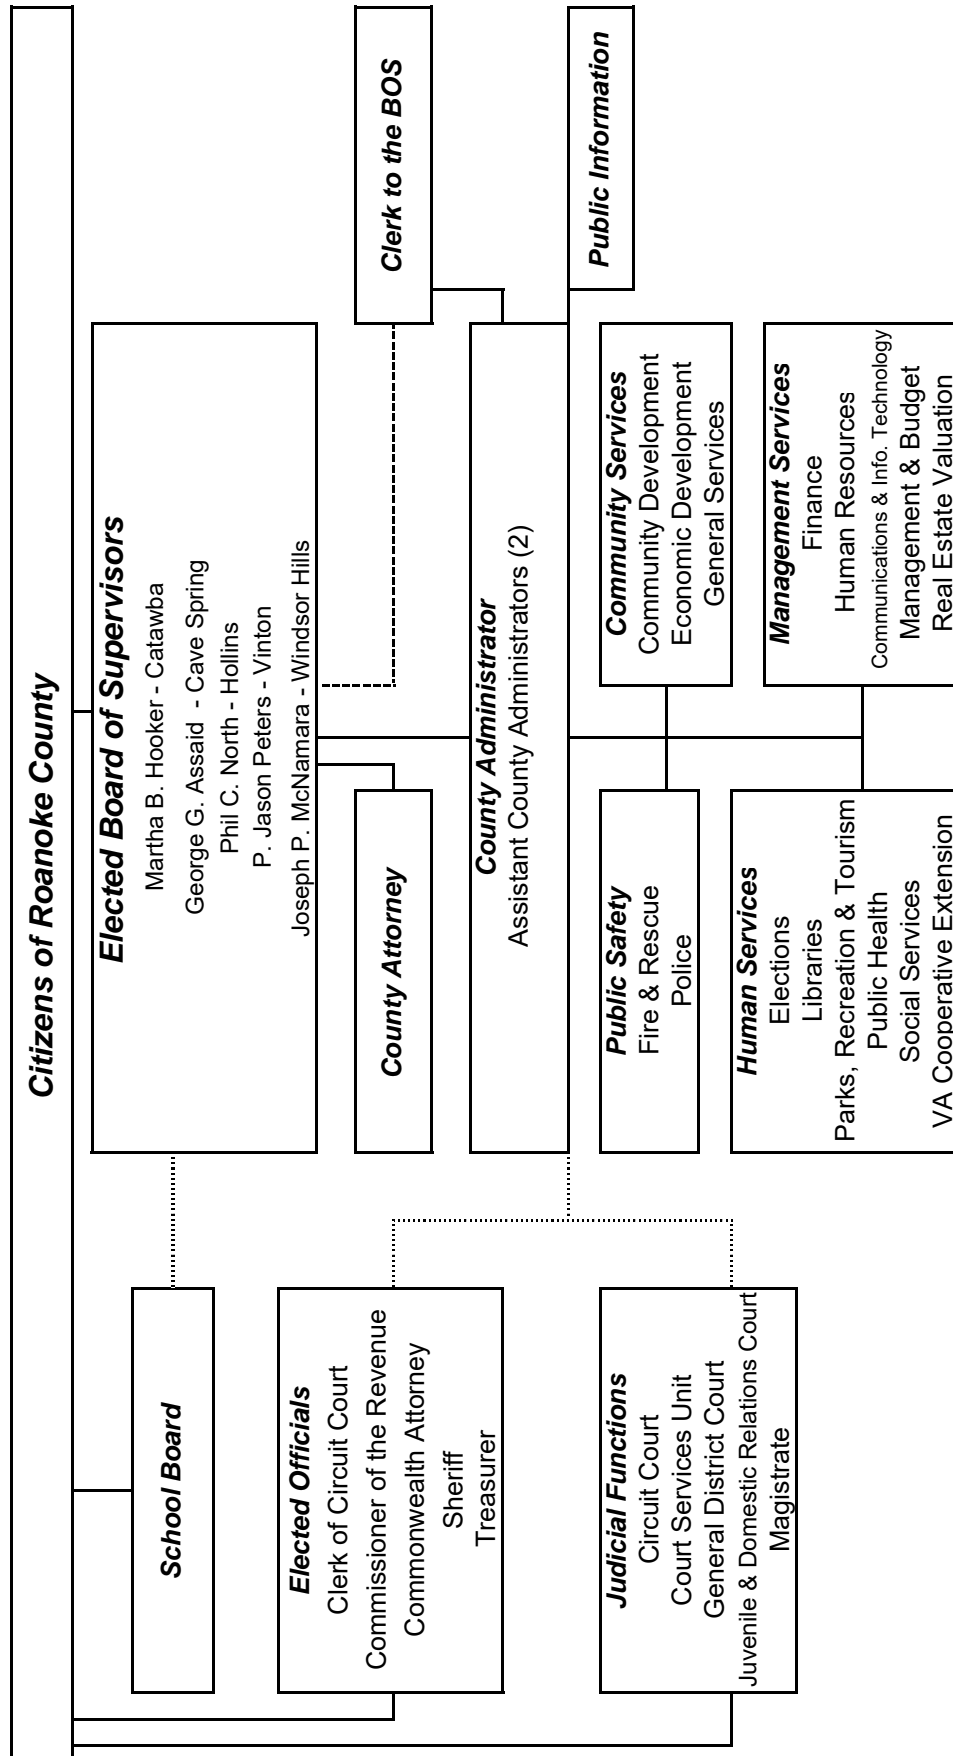 Citizens of Roanoke County
School Board
Elected Officials
Clerk of Circuit Court
Commissioner of the Revenue
Commonwealth Attorney
Sheriff
Treasurer
Judicial Functions
Circuit Court
Court Services Unit
General District Court
Juvenile & Domestic Relations Court
Magistrate
Elected Board of Supervisors
Martha B. Hooker - Catawba
George G. Assaid - Cave Spring
Phil C. North - Hollins
P. Jason Peters - Vinton
Joseph P. McNamara - Windsor Hills
County Attorney
Clerk to the BOS
County Administrator
Assistant County Administrators (2)
Public Information
Public Safety
Fire & Rescue
Police
Community Services
Community Development
Economic Development
General Services
Human Services
Elections
Libraries
Parks, Recreation & Tourism
Public Health
Social Services
VA Cooperative Extension
Management Services
Finance
Human Resources
Communications & Info. Technology
Management & Budget
Real Estate Valuation